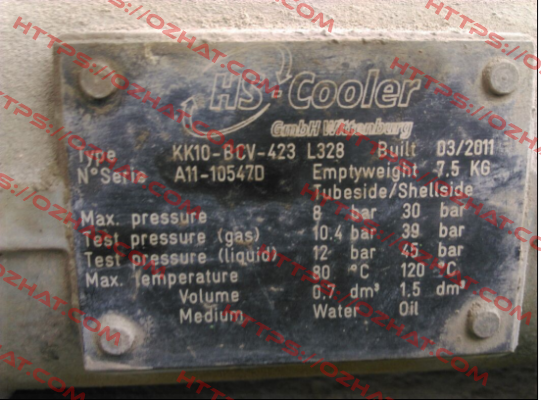 HS-Cooler
GmbH Wittenburg
Type KK10-BCV-423 L328 Built 03/2011
N°Serie A11-10547D Emptyweight 7.5 KG
Tubeside/Shellside
Max. pressure 8 bar 30 bar
Test pressure (gas) 10.4 bar 39 bar
Test pressure (liquid) 12 bar 45 bar
Max. Temperature 80 °C 120 °C
Volume 0,7 dm³ 1.5 dm³
Medium Water Oil
HTTPS://OZHAT.COM